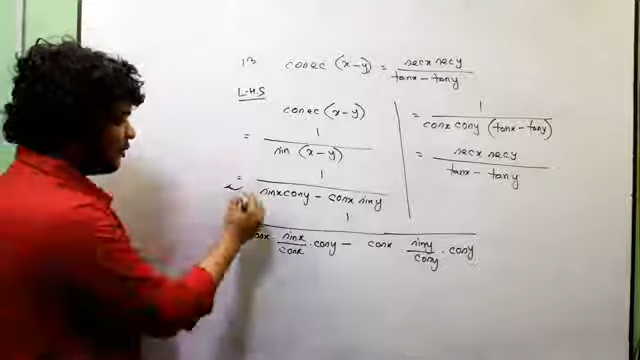 13 cosec (x-y) = secx secy / tanx - tany
L.H.S
cosec (x-y)
= 1 / sin (x-y)
= 1 / sinx cosy - cosx siny
1 / cosx · sinx/cosx · cosy - cosx siny/cosy · cosy
= 1 / cosx cosy (tanx - tany)
= secx secy / tanx - tany